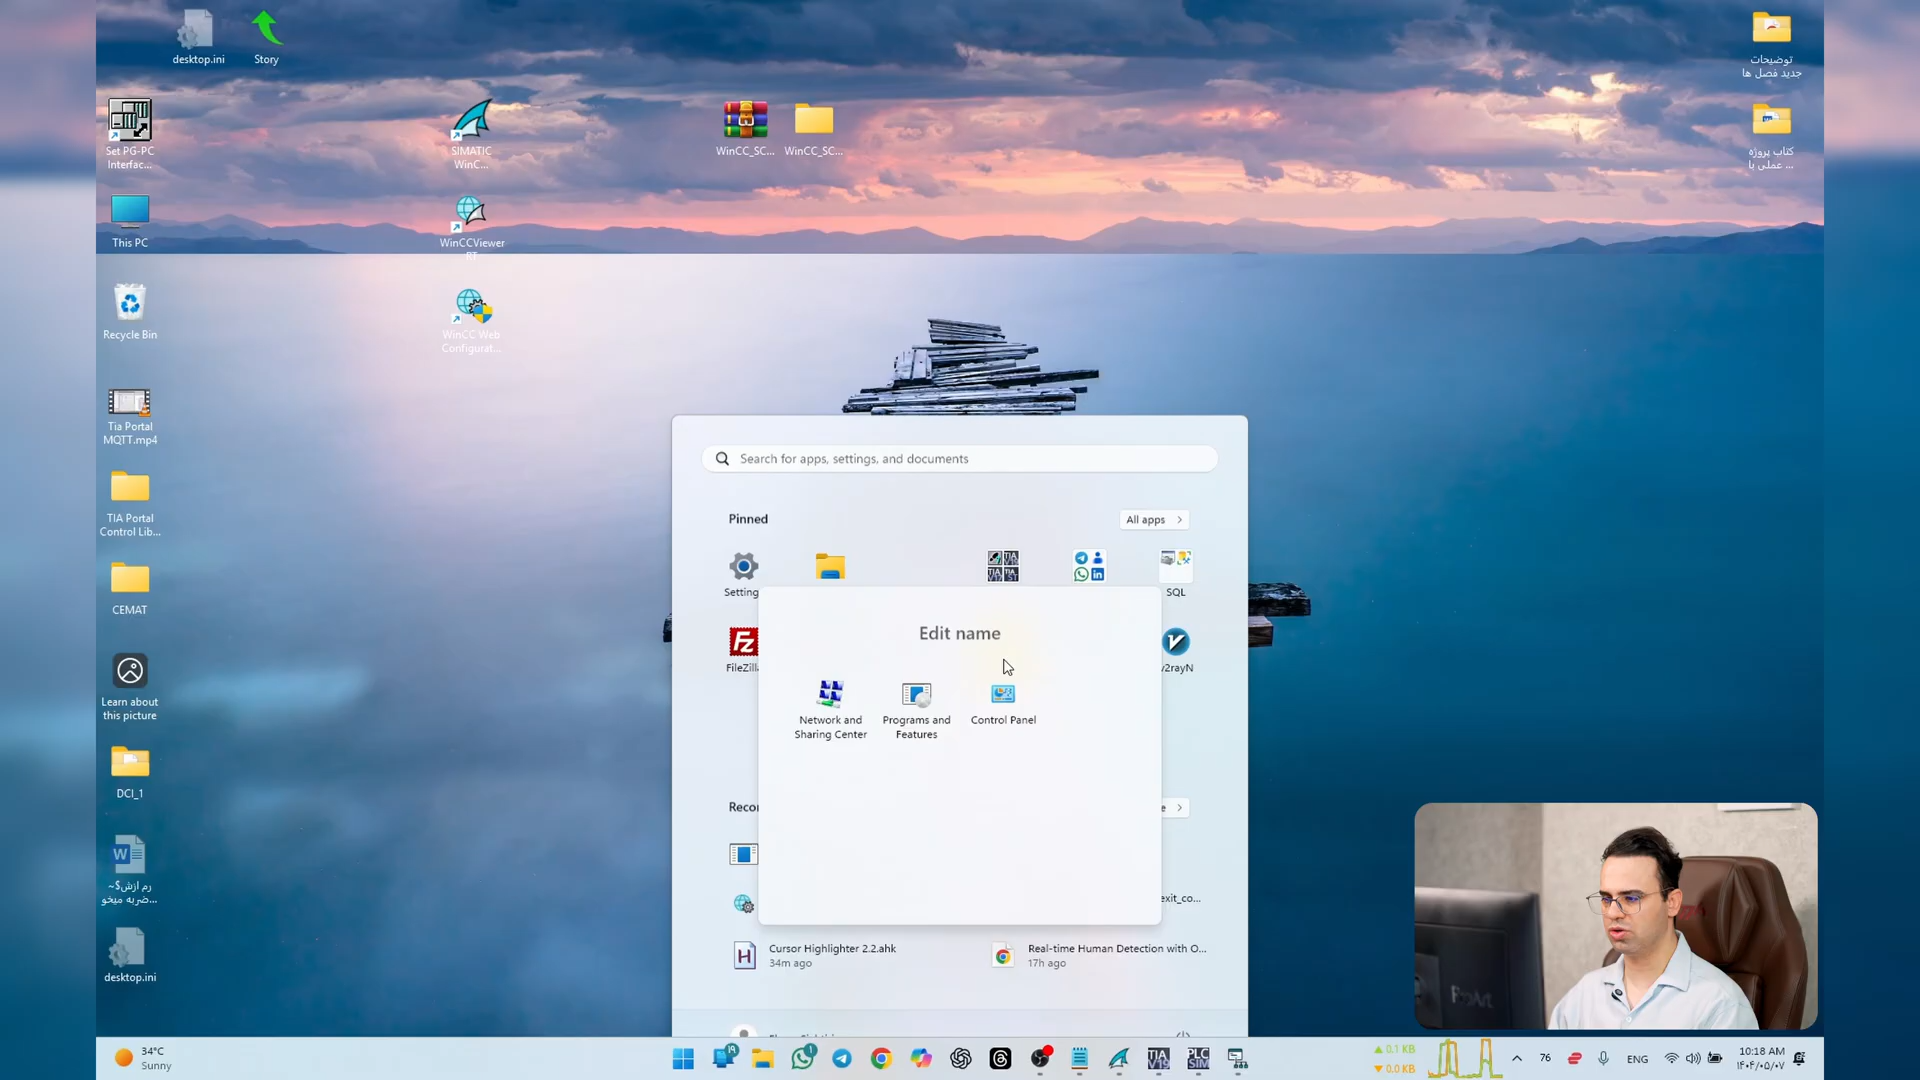 desktop.ini
Story
توضیحات
جدید فصل ها
Set PG-PC
Interfac...
SIMATIC
WinC...
WinCC_SC...
WinCC_SC...
کتاب پروژه
عملی با ...
This PC
WinCCViewer
RT
Recycle Bin
WinCC Web
Configurat...
Tia Portal
MQTT.mp4
TIA Portal
Control Lib...
CEMAT
Learn about
this picture
DCI_1
~$رم ازش
ضربه میخو...
desktop.ini
Search for apps, settings, and documents
Pinned
All apps
Setting
SQL
FileZill
v2rayN
Edit name
Network and
Sharing Center
Programs and
Features
Control Panel
Recor
e
exit_co...
Cursor Highlighter 2.2.ahk
34m ago
Real-time Human Detection with O...
17h ago
34°C
Sunny
0.1 KB
0.0 KB
76
ENG
10:18 AM
۱۴۰۴/۰۵/۰۷